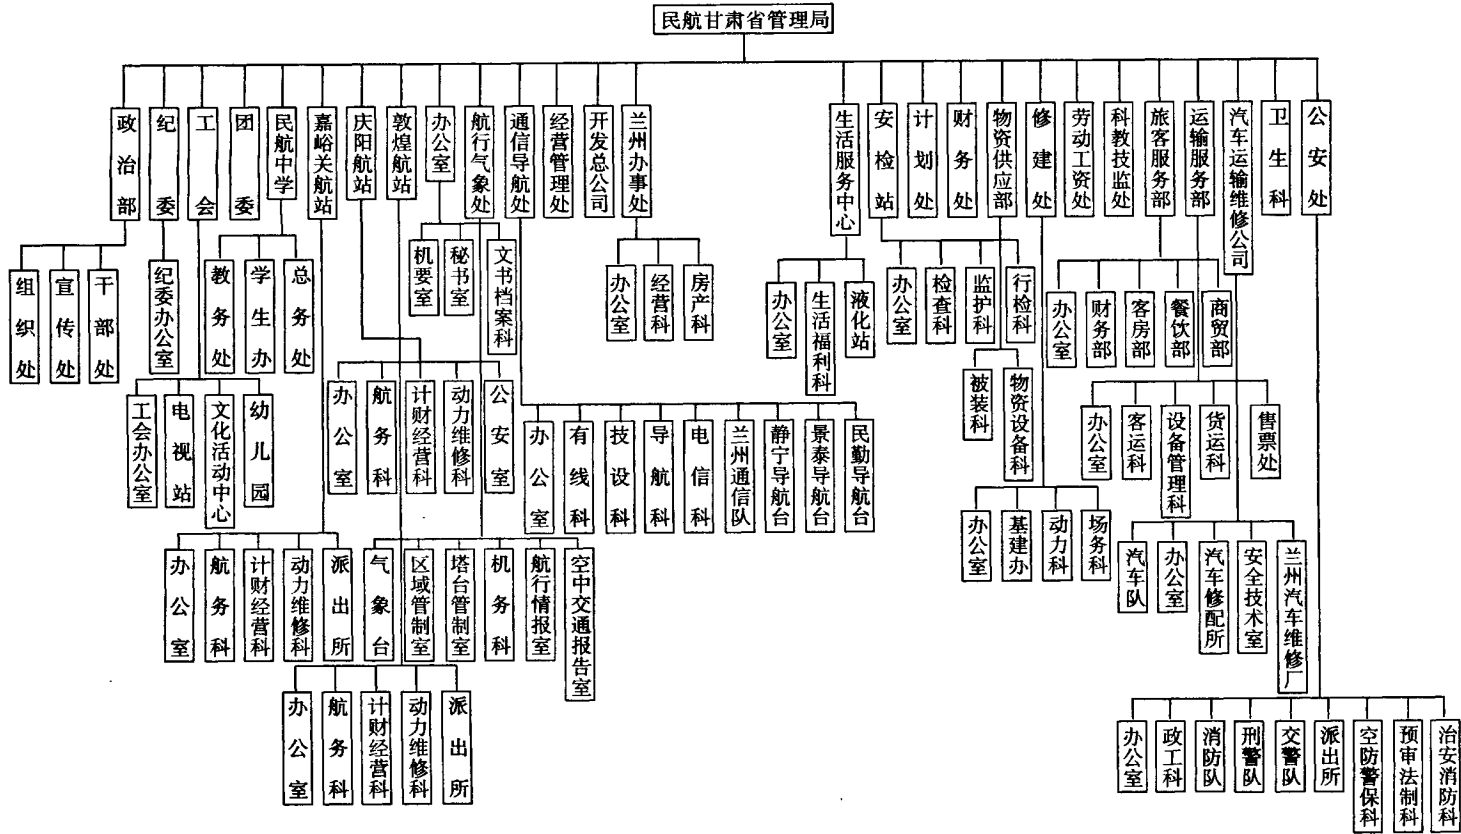 民航甘肃省管理局
政治部
纪委
工会
团委
民航中学
嘉峪关航站
庆阳航站
敦煌航站
办公室
航行气象处
通信导航处
经营管理处
开发总公司
兰州办事处
生活服务中心
安检站
计划处
财务处
物资供应部
修建处
劳动工资处
科教技监处
旅客服务部
运输服务部
汽车运输维修公司
卫生科
公安处
组织处
宣传处
干部处
纪委办公室
教务处
学生办
总务处
机要室
秘书室
文书档案科
办公室
经营科
房产科
办公室
生活福利科
液化站
办公室
检查科
监护科
行检科
办公室
财务部
客房部
餐饮部
商贸部
工会办公室
电视站
文化活动中心
幼儿园
办公室
航务科
计财经营科
动力维修科
公安室
办公室
有线科
技设科
导航科
电信科
兰州通信队
静宁导航台
景泰导航台
民勤导航台
被装科
物资设备科
办公室
客运科
设备管理科
货运科
售票处
办公室
基建办
动力科
场务科
汽车队
办公室
汽车修配所
安全技术室
兰州汽车维修厂
办公室
航务科
计财经营科
动力维修科
派出所
气象台
区域管制室
塔台管制室
机务科
航行情报室
空中交通报告室
办公室
航务科
计财经营科
动力维修科
派出所
办公室
政工科
消防队
刑警队
交警队
派出所
空防警保科
预审法制科
治安消防科